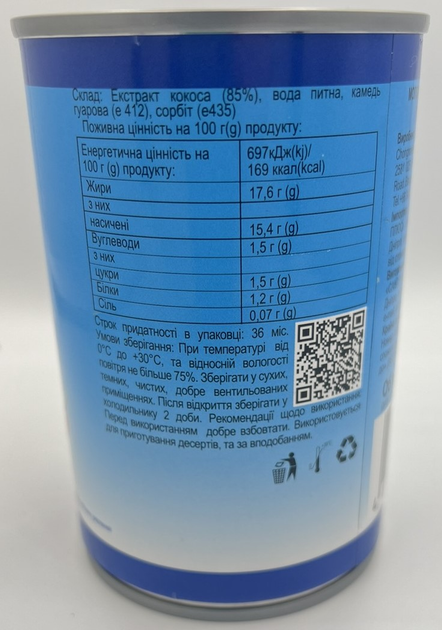 Склад: Екстракт кокоса (85%), вода питна, камедь
гуарова (е 412), сорбіт (е435)
Поживна цінність на 100 г(g) продукту:
Енергетична цінність на
100 г (g) продукту:
697кДж(kj)/
169 ккал(kcal)
Жири
17,6 г (g)
з них
насичені
15,4 г (g)
Вуглеводи
1,5 г (g)
з них
цукри
1,5 г (g)
Білки
1,2 г (g)
Сіль
0,07 г (g)
Строк придатності в упаковці: 36 міс.
Умови зберігання: При температурі від
0°С до +30°С, та відносній вологості
повітря не більше 75%. Зберігати у сухих,
темних, чистих, добре вентильованих
приміщеннях. Після відкриття зберігати у
холодильнику 2 доби. Рекомендації щодо використання:
Перед використанням добре взбовтати. Використовується
для приготування десертів, та за вподобанням.